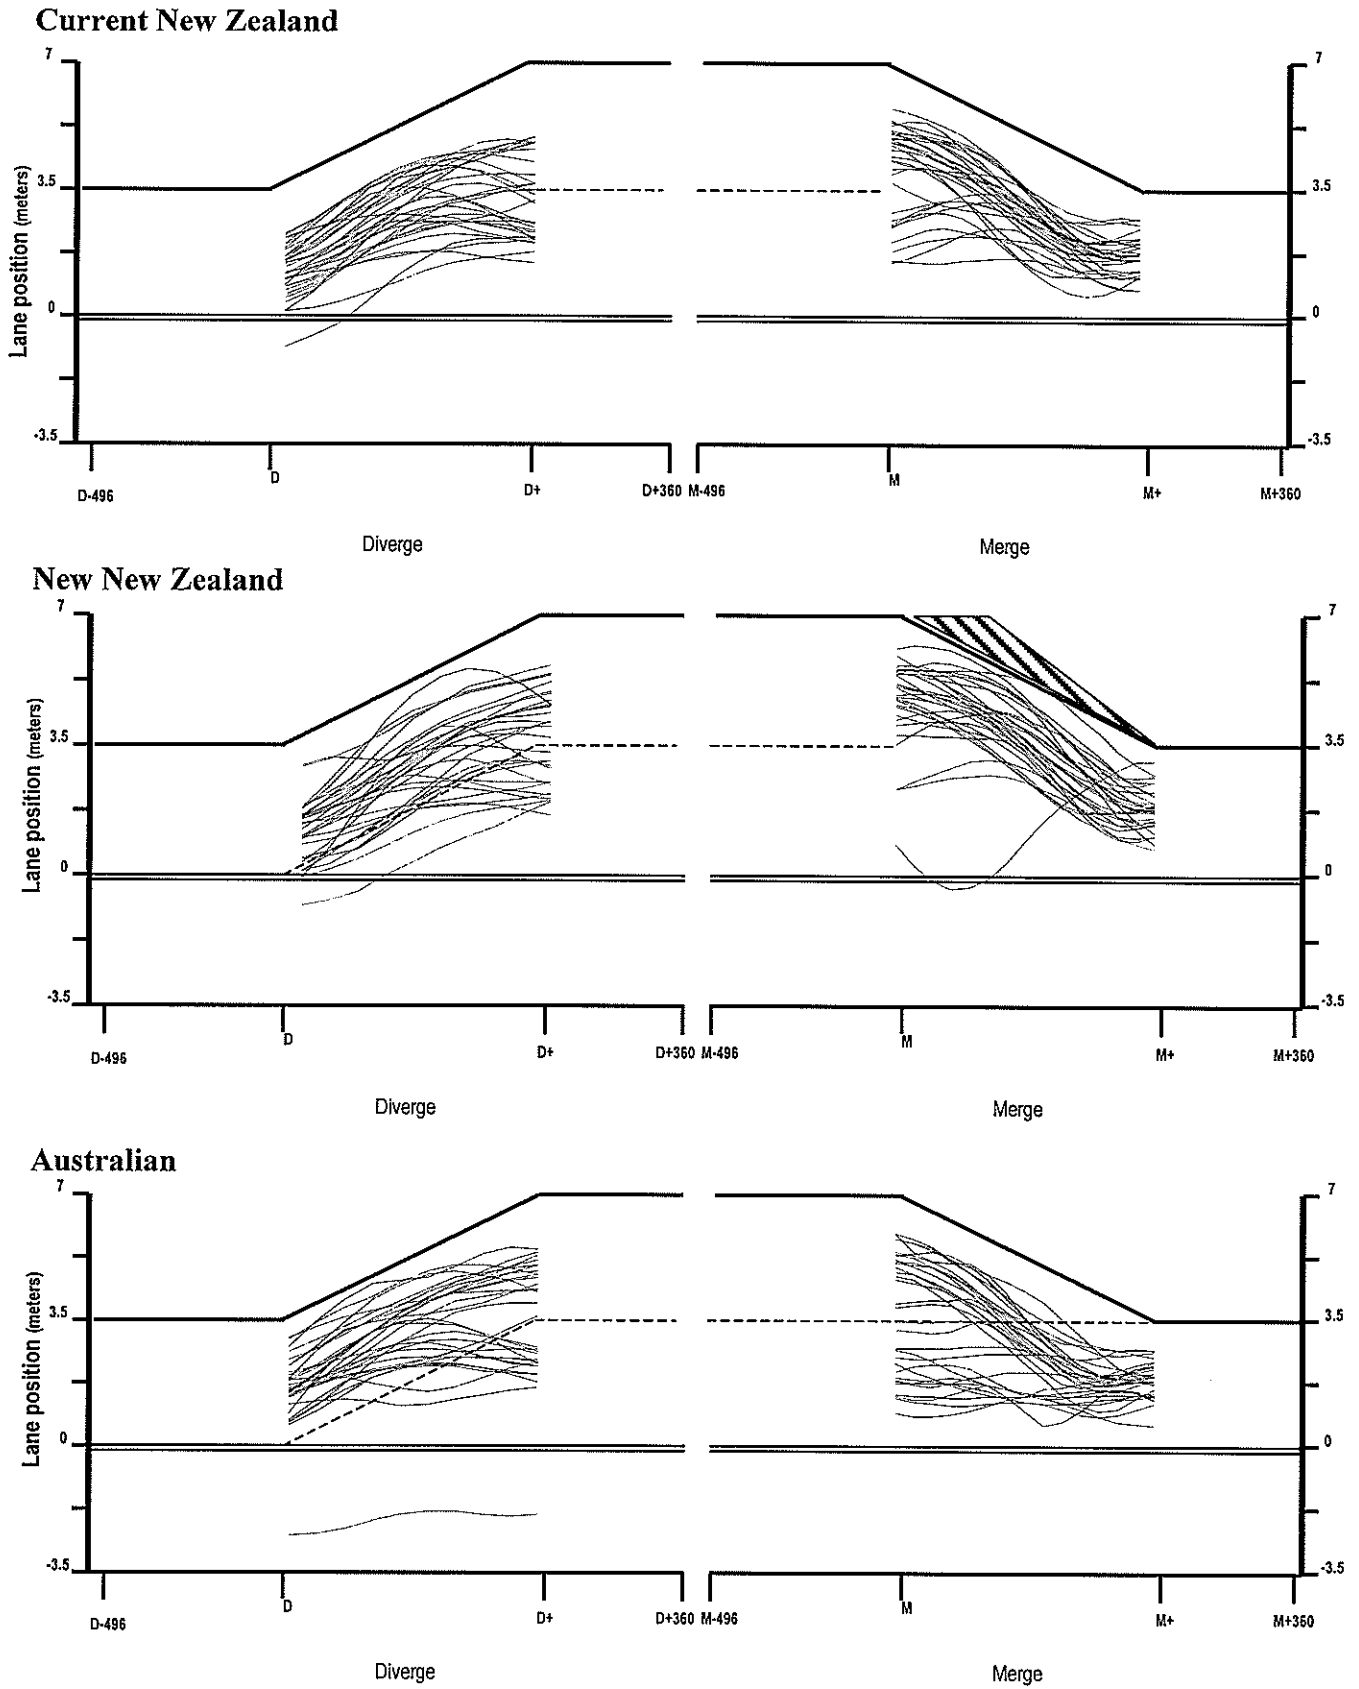 Current New Zealand
7
3.5
0
-3.5
Lane position (meters)
7
3.5
0
-3.5
D-496
D
D+
D+360
M-496
M
M+
M+360
Diverge
Merge
New New Zealand
7
3.5
0
-3.5
Lane position (meters)
7
3.5
0
-3.5
D-496
D
D+
D+360
M-496
M
M+
M+360
Diverge
Merge
Australian
7
3.5
0
-3.5
Lane position (meters)
7
3.5
0
-3.5
D-496
D
D+
D+360
M-496
M
M+
M+360
Diverge
Merge